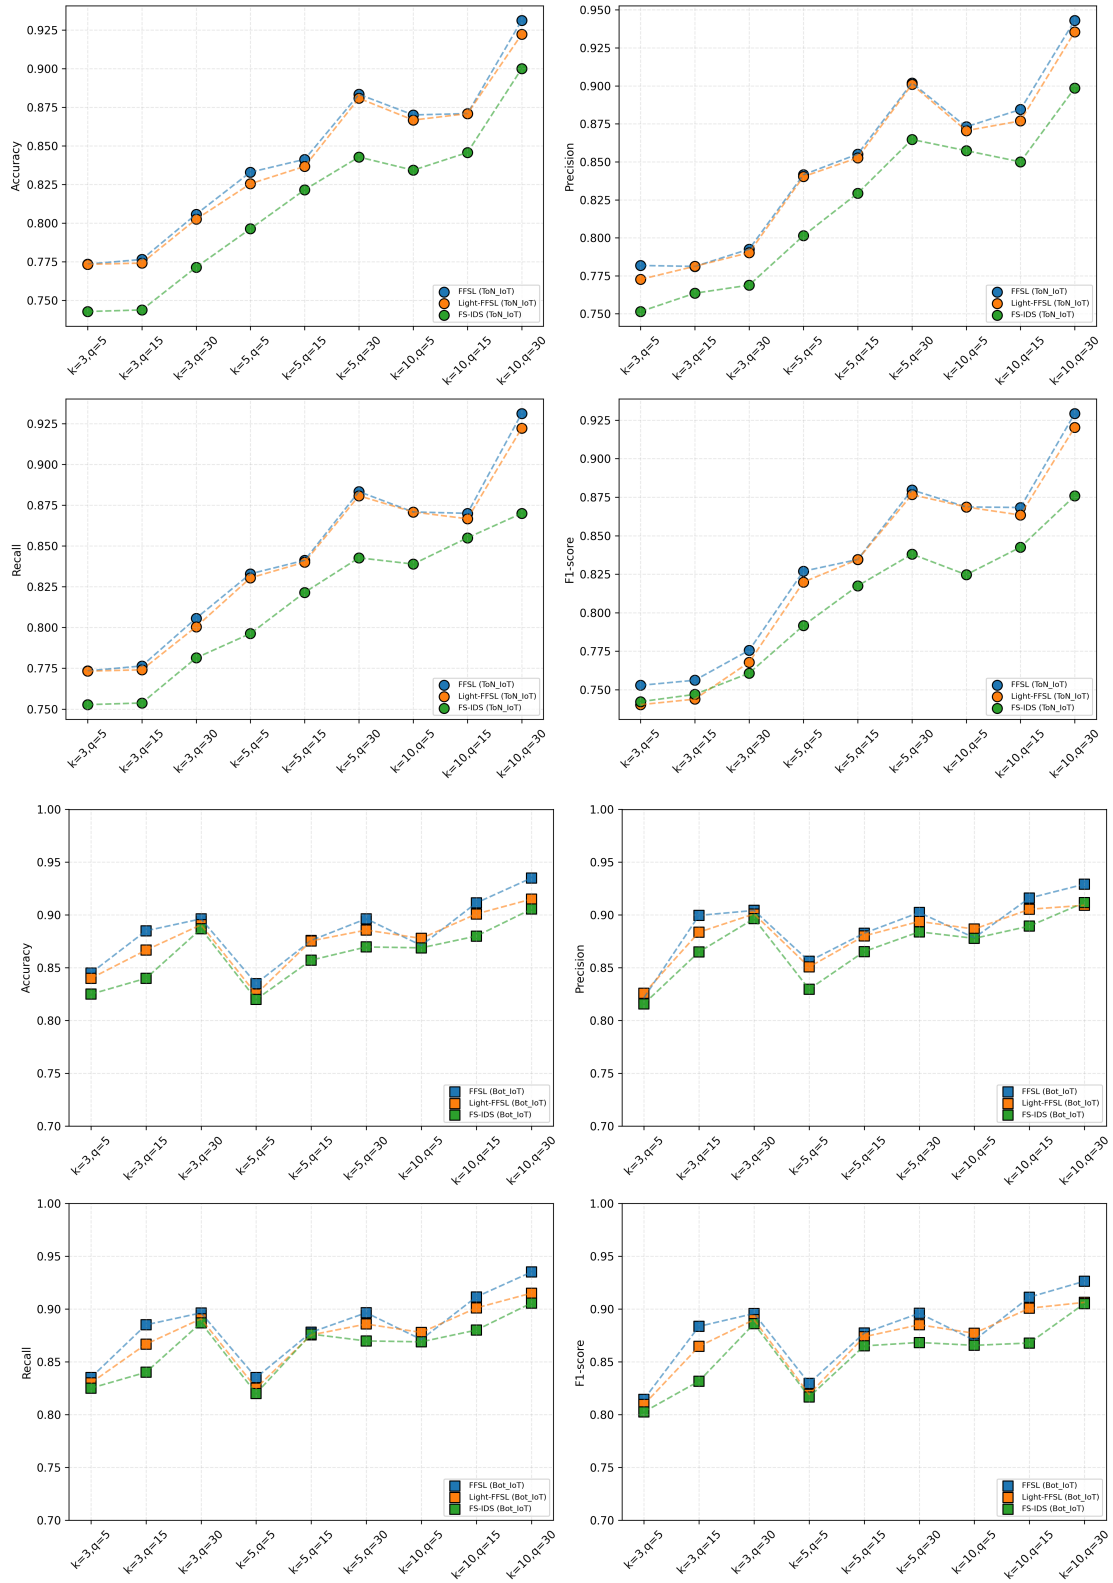 0.925
0.900
0.875
0.850
0.825
0.800
0.775
0.750
Accuracy
FFSL (ToN_IoT)
Light-FFSL (ToN_IoT)
FS-IDS (ToN_IoT)
k=3,q=5
k=3,q=15
k=3,q=30
k=5,q=5
k=5,q=15
k=5,q=30
k=10,q=5
k=10,q=15
k=10,q=30
0.950
0.925
0.900
0.875
0.850
0.825
0.800
0.775
0.750
Precision
FFSL (ToN_IoT)
Light-FFSL (ToN_IoT)
FS-IDS (ToN_IoT)
k=3,q=5
k=3,q=15
k=3,q=30
k=5,q=5
k=5,q=15
k=5,q=30
k=10,q=5
k=10,q=15
k=10,q=30
0.925
0.900
0.875
0.850
0.825
0.800
0.775
0.750
Recall
FFSL (ToN_IoT)
Light-FFSL (ToN_IoT)
FS-IDS (ToN_IoT)
k=3,q=5
k=3,q=15
k=3,q=30
k=5,q=5
k=5,q=15
k=5,q=30
k=10,q=5
k=10,q=15
k=10,q=30
0.925
0.900
0.875
0.850
0.825
0.800
0.775
0.750
F1-score
FFSL (ToN_IoT)
Light-FFSL (ToN_IoT)
FS-IDS (ToN_IoT)
k=3,q=5
k=3,q=15
k=3,q=30
k=5,q=5
k=5,q=15
k=5,q=30
k=10,q=5
k=10,q=15
k=10,q=30
1.00
0.95
0.90
0.85
0.80
0.75
0.70
Accuracy
FFSL (Bot_IoT)
Light-FFSL (Bot_IoT)
FS-IDS (Bot_IoT)
k=3,q=5
k=3,q=15
k=3,q=30
k=5,q=5
k=5,q=15
k=5,q=30
k=10,q=5
k=10,q=15
k=10,q=30
1.00
0.95
0.90
0.85
0.80
0.75
0.70
Precision
FFSL (Bot_IoT)
Light-FFSL (Bot_IoT)
FS-IDS (Bot_IoT)
k=3,q=5
k=3,q=15
k=3,q=30
k=5,q=5
k=5,q=15
k=5,q=30
k=10,q=5
k=10,q=15
k=10,q=30
1.00
0.95
0.90
0.85
0.80
0.75
0.70
Recall
FFSL (Bot_IoT)
Light-FFSL (Bot_IoT)
FS-IDS (Bot_IoT)
k=3,q=5
k=3,q=15
k=3,q=30
k=5,q=5
k=5,q=15
k=5,q=30
k=10,q=5
k=10,q=15
k=10,q=30
1.00
0.95
0.90
0.85
0.80
0.75
0.70
F1-score
FFSL (Bot_IoT)
Light-FFSL (Bot_IoT)
FS-IDS (Bot_IoT)
k=3,q=5
k=3,q=15
k=3,q=30
k=5,q=5
k=5,q=15
k=5,q=30
k=10,q=5
k=10,q=15
k=10,q=30